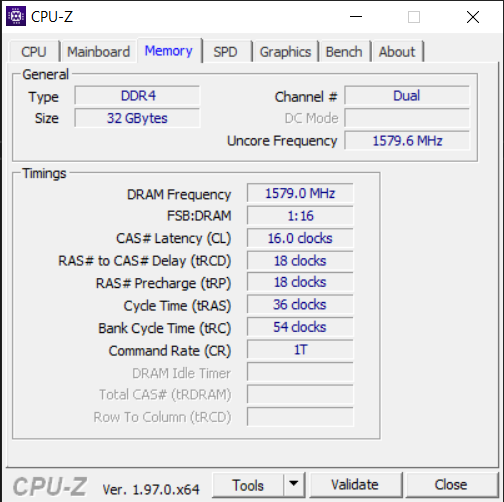 CPU-Z
CPU Mainboard Memory SPD Graphics Bench About
General
Type DDR4 Channel # Dual
Size 32 GBytes DC Mode
Uncore Frequency 1579.6 MHz
Timings
DRAM Frequency 1579.0 MHz
FSB:DRAM 1:16
CAS# Latency (CL) 16.0 clocks
RAS# to CAS# Delay (tRCD) 18 clocks
RAS# Precharge (tRP) 18 clocks
Cycle Time (tRAS) 36 clocks
Bank Cycle Time (tRC) 54 clocks
Command Rate (CR) 1T
DRAM Idle Timer
Total CAS# (tRDRAM)
Row To Column (tRCD)
CPU-Z Ver. 1.97.0.x64 Tools Validate Close